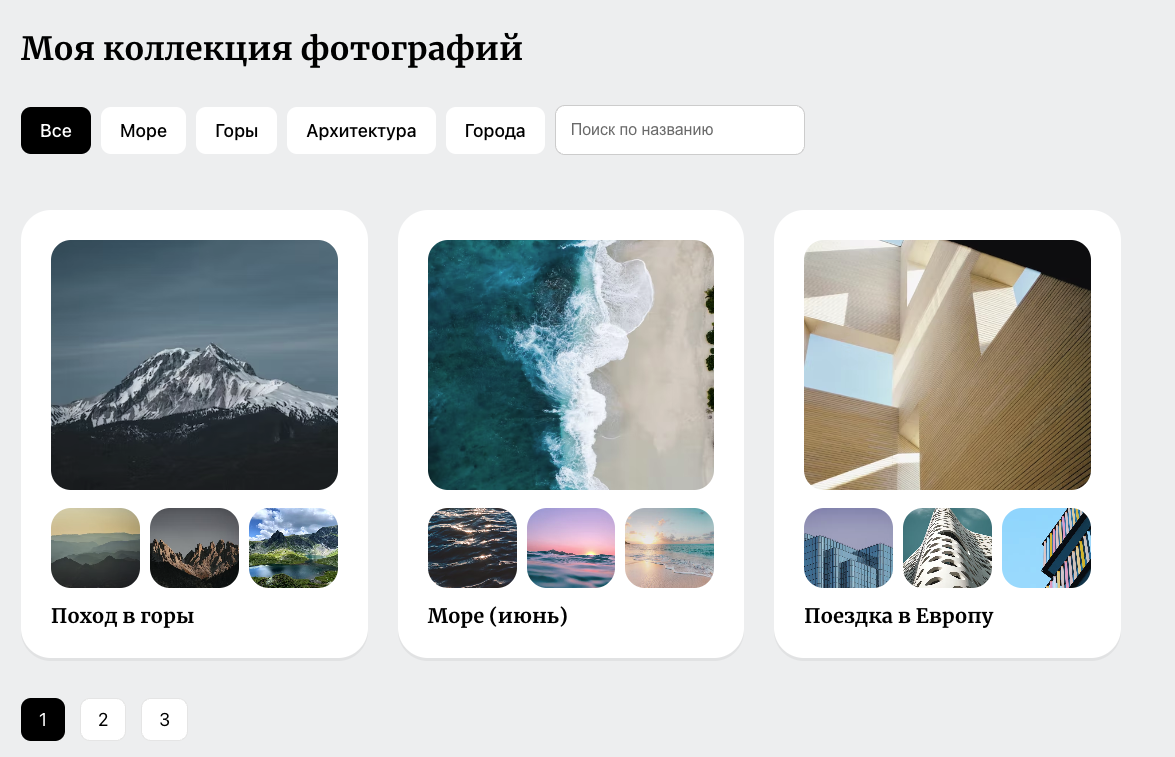 Моя коллекция фотографий
Все Море Горы Архитектура Города Поиск по названию
Поход в горы Море (июнь) Поездка в Европу
1 2 3